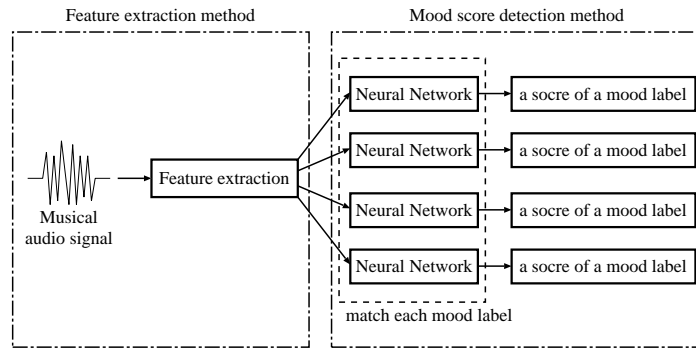 Feature extraction method
Mood score detection method
Musical
audio signal
Feature extraction
Neural Network
a socre of a mood label
Neural Network
a socre of a mood label
Neural Network
a socre of a mood label
Neural Network
a socre of a mood label
match each mood label